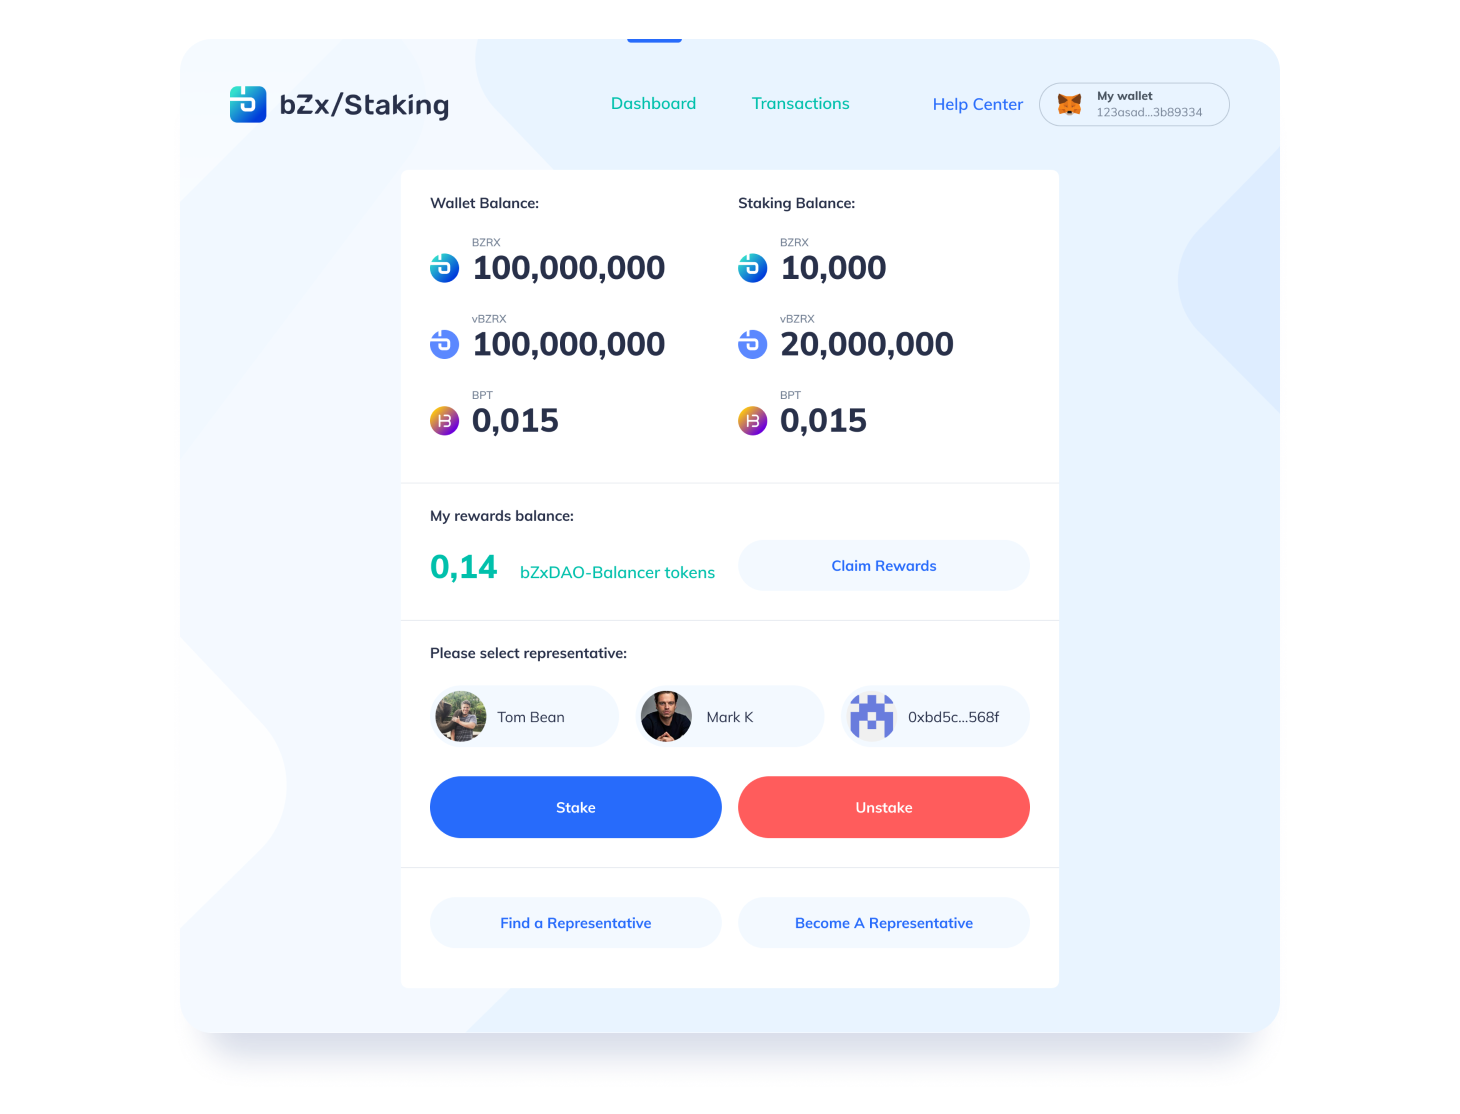 bZx/Staking
Dashboard
Transactions
Help Center
My wallet
123asad...3b89334
Wallet Balance:
BZRX
100,000,000
vBZRX
100,000,000
BPT
0,015
Staking Balance:
BZRX
10,000
vBZRX
20,000,000
BPT
0,015
My rewards balance:
0,14 bZxDAO-Balancer tokens
Claim Rewards
Please select representative:
Tom Bean
Mark K
0xbd5c...568f
Stake
Unstake
Find a Representative
Become A Representative